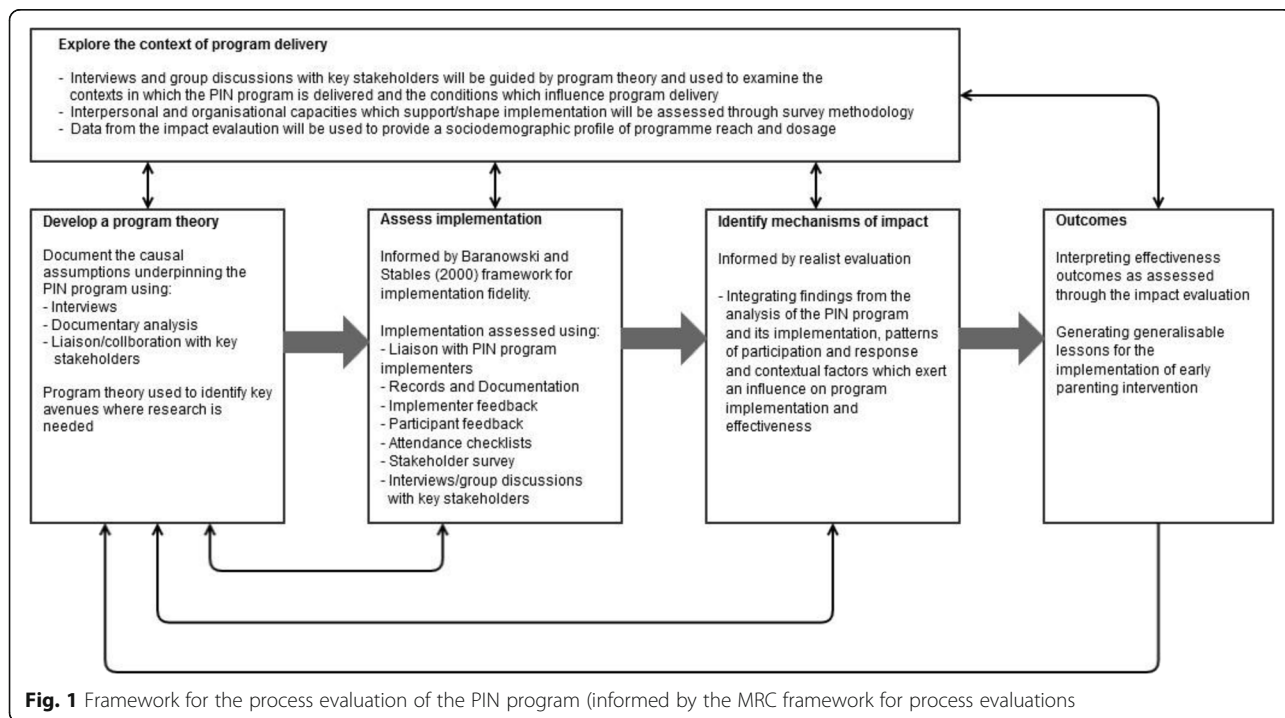 Explore the context of program delivery
- Interviews and group discussions with key stakeholders will be guided by program theory and used to examine the
contexts in which the PIN program is delivered and the conditions which influence program delivery
- Interpersonal and organisational capacities which support/shape implementation will be assessed through survey methodology
- Data from the impact evaluation will be used to provide a sociodemographic profile of programme reach and dosage
Develop a program theory
Document the causal
assumptions underpinning the
PIN program using:
- Interviews
- Documentary analysis
- Liaison/collboration with key
stakeholders
Program theory used to identify key
avenues where research is
needed
Assess implementation
Informed by Baranowski and
Stables (2000) framework for
implementation fidelity.
Implementation assessed using:
- Liaison with PIN program
implementers
- Records and Documentation
- Implementer feedback
- Participant feedback
- Attendance checklists
- Stakeholder survey
- Interviews/group discussions
with key stakeholders
Identify mechanisms of impact
Informed by realist evaluation
- Integrating findings from the
analysis of the PIN program
and its implementation, patterns
of participation and response
and contextual factors which exert
an influence on program
implementation and
effectiveness
Outcomes
Interpreting effectiveness
outcomes as assessed
through the impact evaluation
Generating generalisable
lessons for the
implementation of early
parenting intervention
Fig. 1 Framework for the process evaluation of the PIN program (informed by the MRC framework for process evaluations